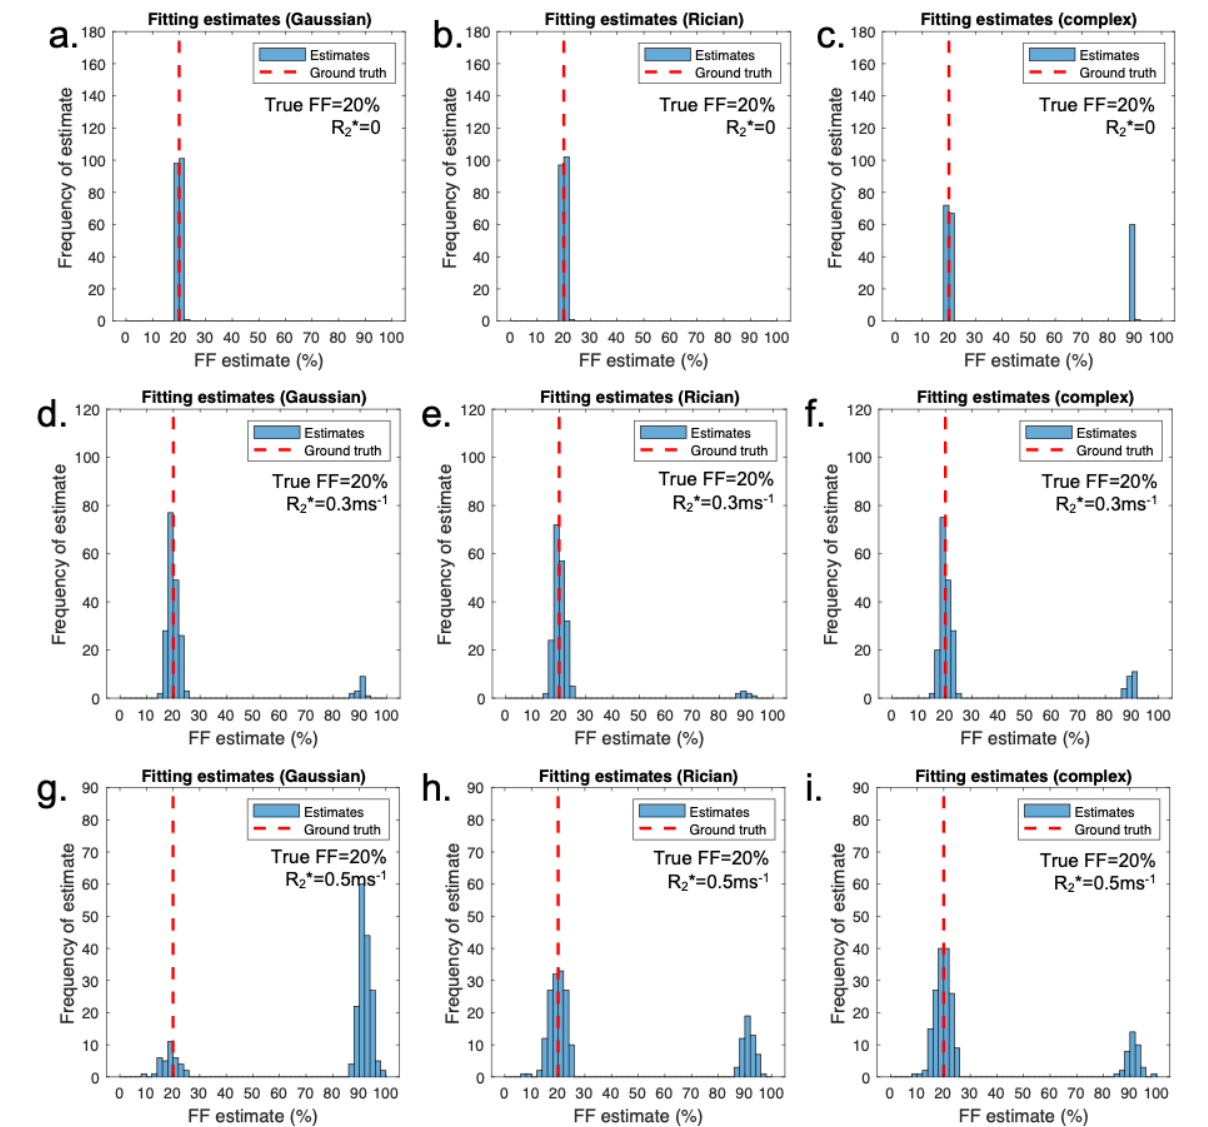 a.
Fitting estimates (Gaussian)
Estimates
Ground truth
True FF=20%
R₂*=0
Frequency of estimate
180
160
140
120
100
80
60
40
20
0
0 10 20 30 40 50 60 70 80 90 100
FF estimate (%)
b.
Fitting estimates (Rician)
Estimates
Ground truth
True FF=20%
R₂*=0
Frequency of estimate
180
160
140
120
100
80
60
40
20
0
0 10 20 30 40 50 60 70 80 90 100
FF estimate (%)
c.
Fitting estimates (complex)
Estimates
Ground truth
True FF=20%
R₂*=0
Frequency of estimate
180
160
140
120
100
80
60
40
20
0
0 10 20 30 40 50 60 70 80 90 100
FF estimate (%)
d.
Fitting estimates (Gaussian)
Estimates
Ground truth
True FF=20%
R₂*=0.3ms⁻¹
Frequency of estimate
120
100
80
60
40
20
0
0 10 20 30 40 50 60 70 80 90 100
FF estimate (%)
e.
Fitting estimates (Rician)
Estimates
Ground truth
True FF=20%
R₂*=0.3ms⁻¹
Frequency of estimate
120
100
80
60
40
20
0
0 10 20 30 40 50 60 70 80 90 100
FF estimate (%)
f.
Fitting estimates (complex)
Estimates
Ground truth
True FF=20%
R₂*=0.3ms⁻¹
Frequency of estimate
120
100
80
60
40
20
0
0 10 20 30 40 50 60 70 80 90 100
FF estimate (%)
g.
Fitting estimates (Gaussian)
Estimates
Ground truth
True FF=20%
R₂*=0.5ms⁻¹
Frequency of estimate
90
80
70
60
50
40
30
20
10
0
0 10 20 30 40 50 60 70 80 90 100
FF estimate (%)
h.
Fitting estimates (Rician)
Estimates
Ground truth
True FF=20%
R₂*=0.5ms⁻¹
Frequency of estimate
90
80
70
60
50
40
30
20
10
0
0 10 20 30 40 50 60 70 80 90 100
FF estimate (%)
i.
Fitting estimates (complex)
Estimates
Ground truth
True FF=20%
R₂*=0.5ms⁻¹
Frequency of estimate
90
80
70
60
50
40
30
20
10
0
0 10 20 30 40 50 60 70 80 90 100
FF estimate (%)